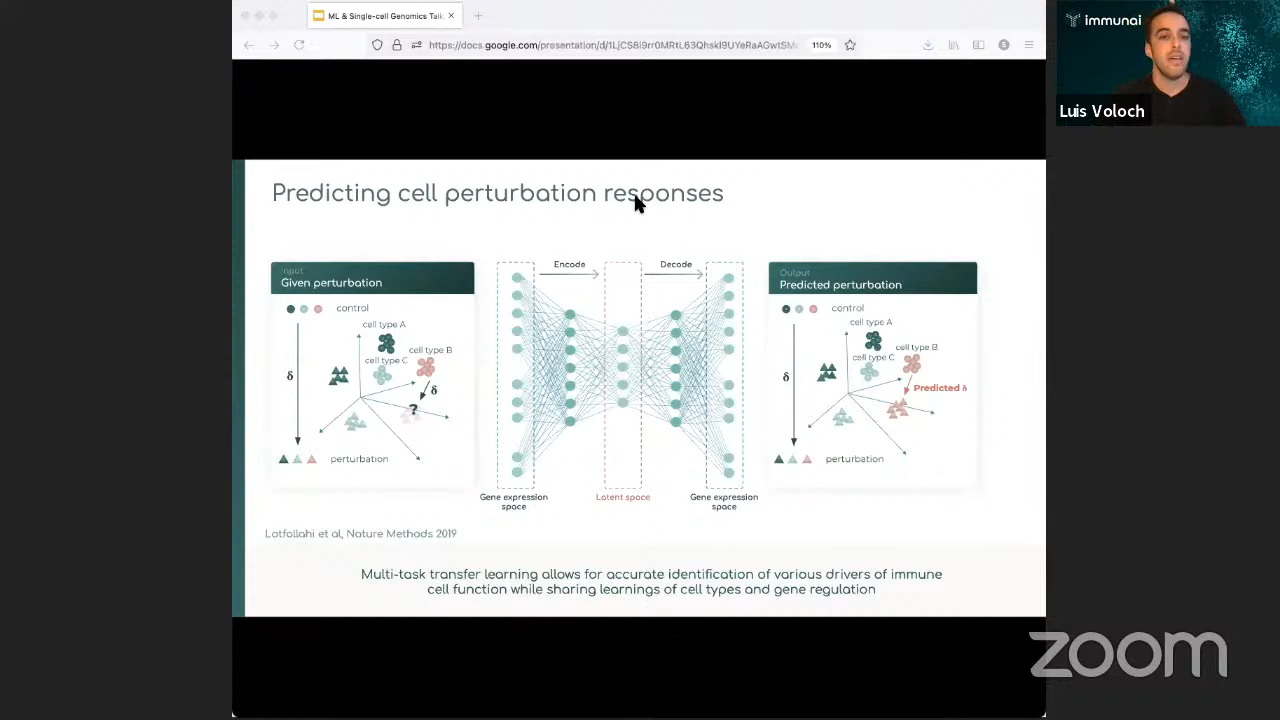 ML & Single-cell Genomics Talk
110%
immunai
Luis Voloch
Predicting cell perturbation responses
Input
Given perturbation
control
cell type A
cell type B
cell type C
δ
δ
?
perturbation
Encode
Decode
Gene expression
space
Latent space
Gene expression
space
Output
Predicted perturbation
control
cell type A
cell type B
cell type C
δ
Predicted δ
perturbation
Lotfollahi et al, Nature Methods 2019
Multi-task transfer learning allows for accurate identification of various drivers of immune
cell function while sharing learnings of cell types and gene regulation
zoom